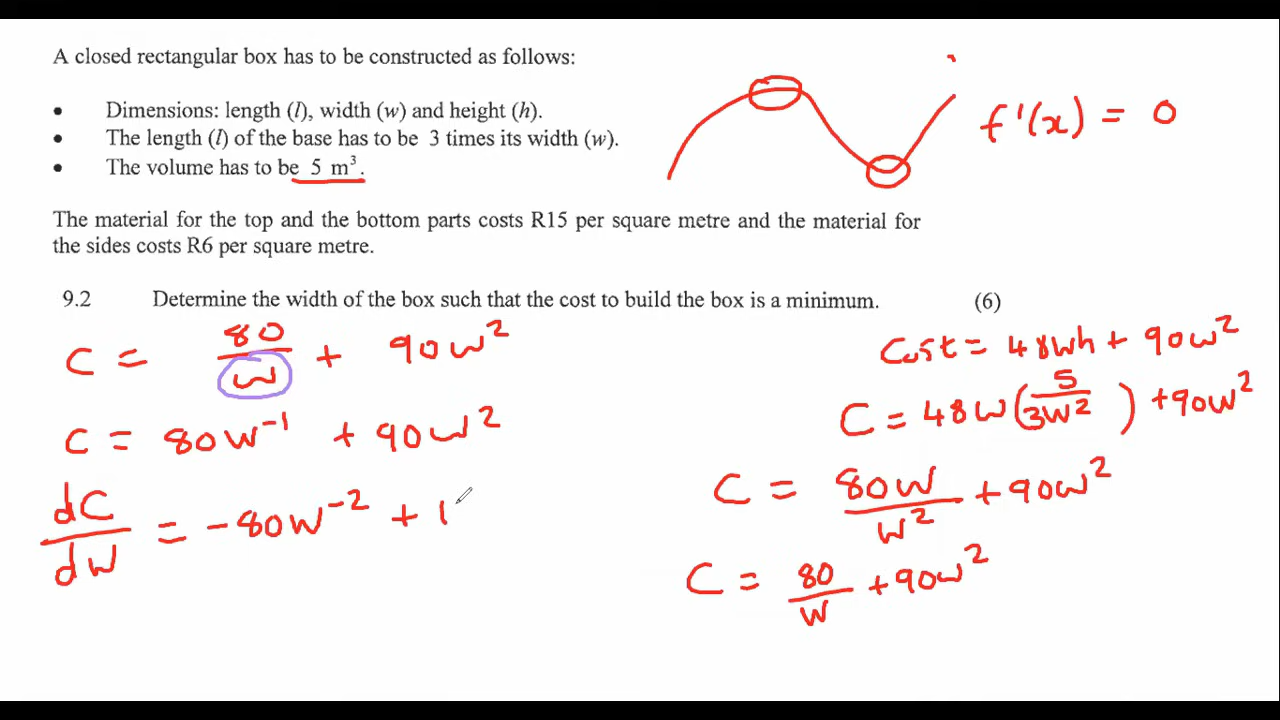 A closed rectangular box has to be constructed as follows:
• Dimensions: length (l), width (w) and height (h).
• The length (l) of the base has to be 3 times its width (w).
• The volume has to be 5 m³.
f'(x) = 0
The material for the top and the bottom parts costs R15 per square metre and the material for
the sides costs R6 per square metre.
9.2 Determine the width of the box such that the cost to build the box is a minimum. (6)
C = 80/w + 90w²
C = 80w⁻¹ + 90w²
dC/dw = -80w⁻² + 1
Cost = 48wh + 90w²
C = 48w(5/3w²) + 90w²
C = 80w/w² + 90w²
C = 80/w + 90w²